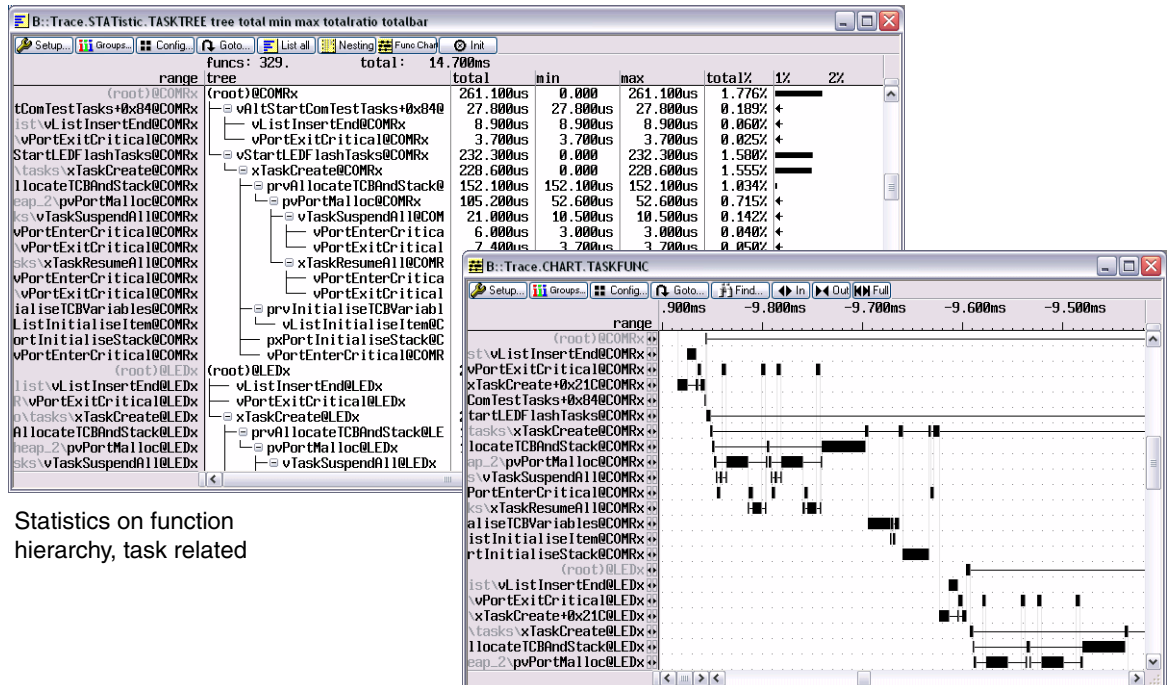 B::Trace.STATistic.TASKTREE tree total min max totalratio totalbar
Setup... Groups... Config... Goto... List all Nesting Func Chart Init
funcs: 329. total: 14.700ms
range tree total min max total% 1% 2%
(root)@COMRx (root)@COMRx 261.100us 0.000 261.100us 1.776%
tComTestTasks+0x84@COMRx vAltStartComTestTasks+0x84@ 27.800us 27.800us 27.800us 0.189%
ist\vListInsertEnd@COMRx vListInsertEnd@COMRx 8.900us 8.900us 8.900us 0.060%
\vPortExitCritical@COMRx vPortExitCritical@COMRx 3.700us 3.700us 3.700us 0.025%
StartLEDFlashTasks@COMRx vStartLEDFlashTasks@COMRx 232.300us 0.000 232.300us 1.580%
\tasks\xTaskCreate@COMRx xTaskCreate@COMRx 228.600us 0.000 228.600us 1.555%
llocateTCBAndStack@COMRx prvAllocateTCBAndStack@ 152.100us 152.100us 152.100us 1.034%
eap_2\pvPortMalloc@COMRx pvPortMalloc@COMRx 105.200us 52.600us 52.600us 0.715%
ks\vTaskSuspendAll@COMRx vTaskSuspendAll@COM 21.000us 10.500us 10.500us 0.142%
vPortEnterCritical@COMRx vPortEnterCritica 6.000us 3.000us 3.000us 0.040%
\vPortExitCritical@COMRx vPortExitCritical 7.400us 3.700us 3.700us 0.050%
sks\xTaskResumeAll@COMRx xTaskResumeAll@COMR
vPortEnterCritical@COMRx vPortEnterCritica
\vPortExitCritical@COMRx vPortExitCritical
ialiseTCBVariables@COMRx prvInitialiseTCBVariabl
ListInitialiseItem@COMRx vListInitialiseItem@C
ortInitialiseStack@COMRx pxPortInitialiseStack@C
vPortEnterCritical@COMRx vPortEnterCritical@COMR
(root)@LEDx (root)@LEDx
list\vListInsertEnd@LEDx vListInsertEnd@LEDx
R\vPortExitCritical@LEDx vPortExitCritical@LEDx
o\tasks\xTaskCreate@LEDx xTaskCreate@LEDx
AllocateTCBAndStack@LEDx prvAllocateTCBAndStack@LE
heap_2\pvPortMalloc@LEDx pvPortMalloc@LEDx
sks\vTaskSuspendAll@LEDx vTaskSuspendAll@LEDx
Statistics on function
hierarchy, task related
B::Trace.CHART.TASKFUNC
Setup... Groups... Config... Goto... Find... In Out Full
.900ms -9.800ms -9.700ms -9.600ms -9.500ms
range
(root)@COMRx
st\vListInsertEnd@COMRx
vPortExitCritical@COMRx
xTaskCreate+0x21C@COMRx
ComTestTasks+0x84@COMRx
tartLEDFlashTasks@COMRx
tasks\xTaskCreate@COMRx
locateTCBAndStack@COMRx
ap_2\pvPortMalloc@COMRx
s\vTaskSuspendAll@COMRx
PortEnterCritical@COMRx
ks\xTaskResumeAll@COMRx
aliseTCBVariables@COMRx
istInitialiseItem@COMRx
rtInitialiseStack@COMRx
(root)@LEDx
ist\vListInsertEnd@LEDx
\vPortExitCritical@LEDx
\xTaskCreate+0x21C@LEDx
\tasks\xTaskCreate@LEDx
llocateTCBAndStack@LEDx
eap_2\pvPortMalloc@LEDx